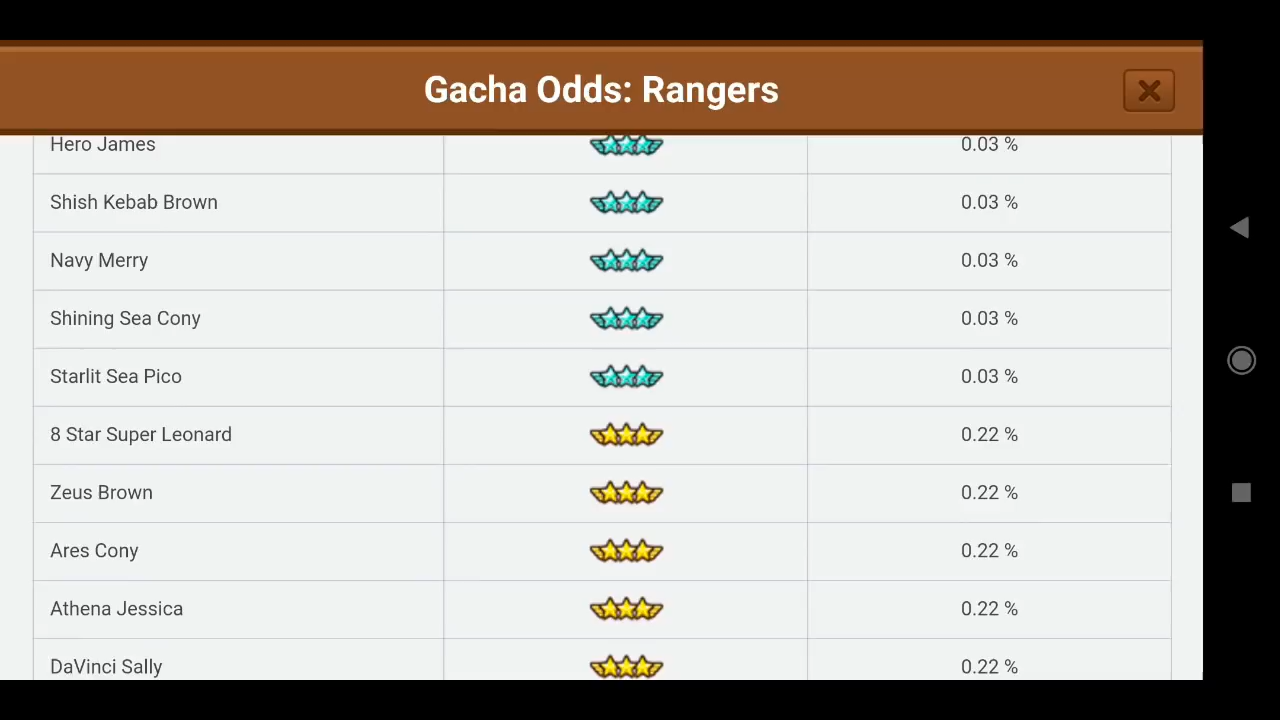 Gacha Odds: Rangers
Hero James 0.03 %
Shish Kebab Brown 0.03 %
Navy Merry 0.03 %
Shining Sea Cony 0.03 %
Starlit Sea Pico 0.03 %
8 Star Super Leonard 0.22 %
Zeus Brown 0.22 %
Ares Cony 0.22 %
Athena Jessica 0.22 %
DaVinci Sally 0.22 %